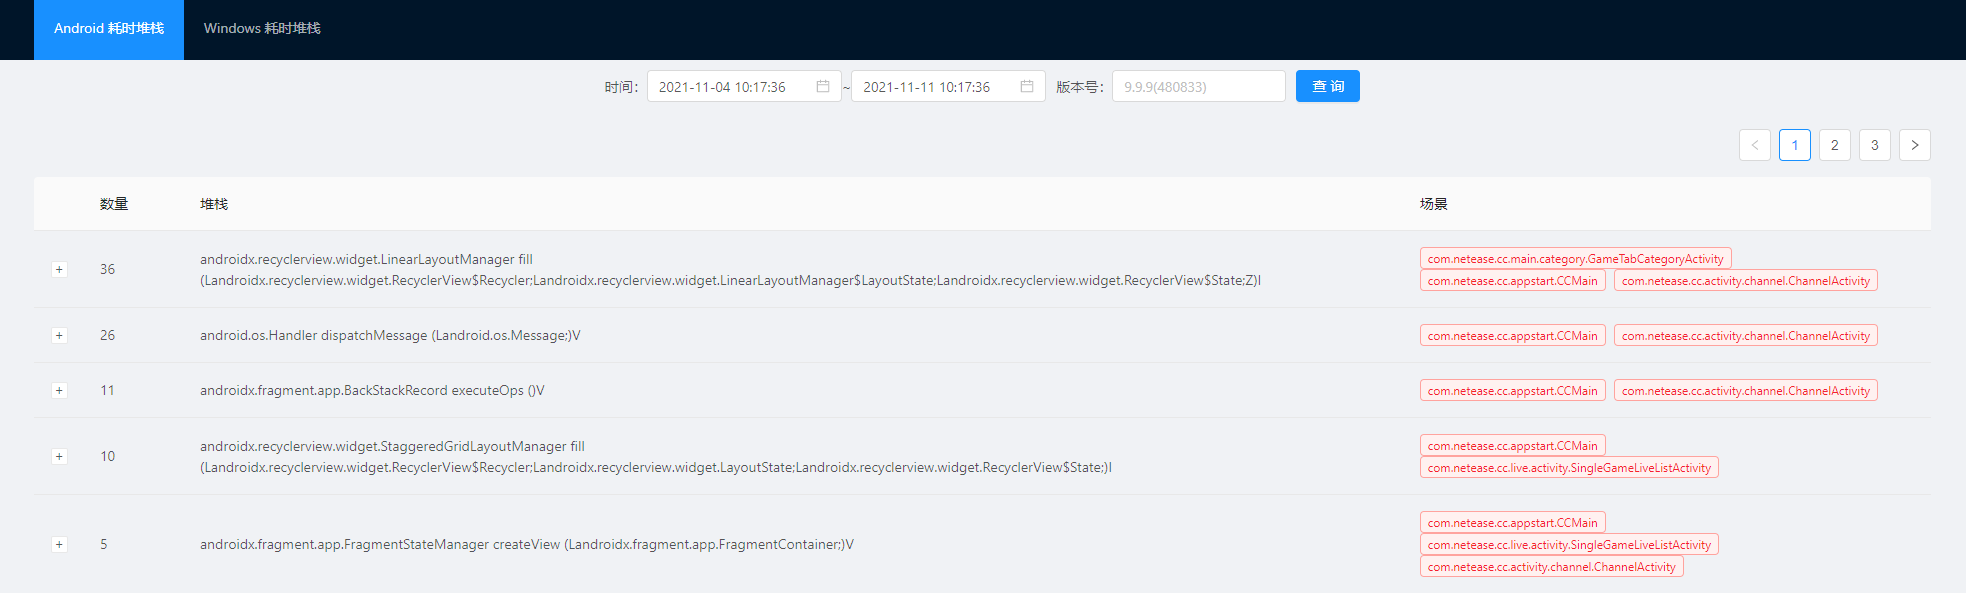 Android 耗时堆栈 Windows 耗时堆栈
时间： 2021-11-04 10:17:36 ~ 2021-11-11 10:17:36 版本号： 9.9.9(480833) 查 询
< 1 2 3 >
数量 堆栈 场景
+ 36 androidx.recyclerview.widget.LinearLayoutManager fill
(Landroidx.recyclerview.widget.RecyclerView$Recycler;Landroidx.recyclerview.widget.LinearLayoutManager$LayoutState;Landroidx.recyclerview.widget.RecyclerView$State;Z)I
com.netease.cc.main.category.GameTabCategoryActivity
com.netease.cc.appstart.CCMain com.netease.cc.activity.channel.ChannelActivity
+ 26 android.os.Handler dispatchMessage (Landroid.os.Message;)V com.netease.cc.appstart.CCMain com.netease.cc.activity.channel.ChannelActivity
+ 11 androidx.fragment.app.BackStackRecord executeOps ()V com.netease.cc.appstart.CCMain com.netease.cc.activity.channel.ChannelActivity
+ 10 androidx.recyclerview.widget.StaggeredGridLayoutManager fill
(Landroidx.recyclerview.widget.RecyclerView$Recycler;Landroidx.recyclerview.widget.LayoutState;Landroidx.recyclerview.widget.RecyclerView$State;)I
com.netease.cc.appstart.CCMain
com.netease.cc.live.activity.SingleGameLiveListActivity
+ 5 androidx.fragment.app.FragmentStateManager createView (Landroidx.fragment.app.FragmentContainer;)V
com.netease.cc.appstart.CCMain
com.netease.cc.live.activity.SingleGameLiveListActivity
com.netease.cc.activity.channel.ChannelActivity